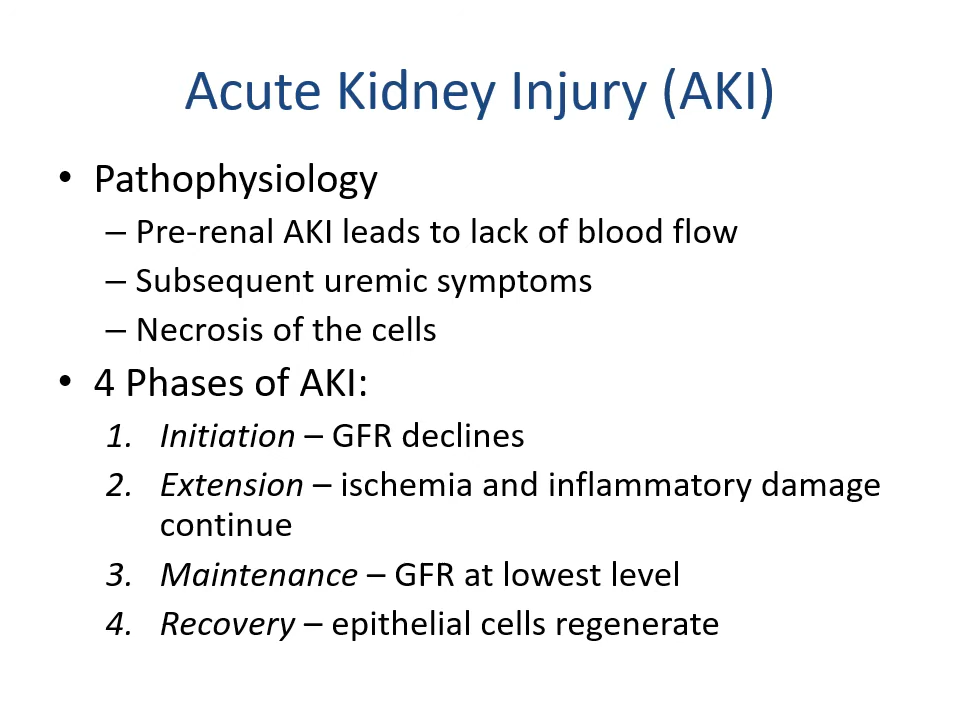 Acute Kidney Injury (AKI)
• Pathophysiology
– Pre-renal AKI leads to lack of blood flow
– Subsequent uremic symptoms
– Necrosis of the cells
• 4 Phases of AKI:
1. Initiation – GFR declines
2. Extension – ischemia and inflammatory damage
continue
3. Maintenance – GFR at lowest level
4. Recovery – epithelial cells regenerate